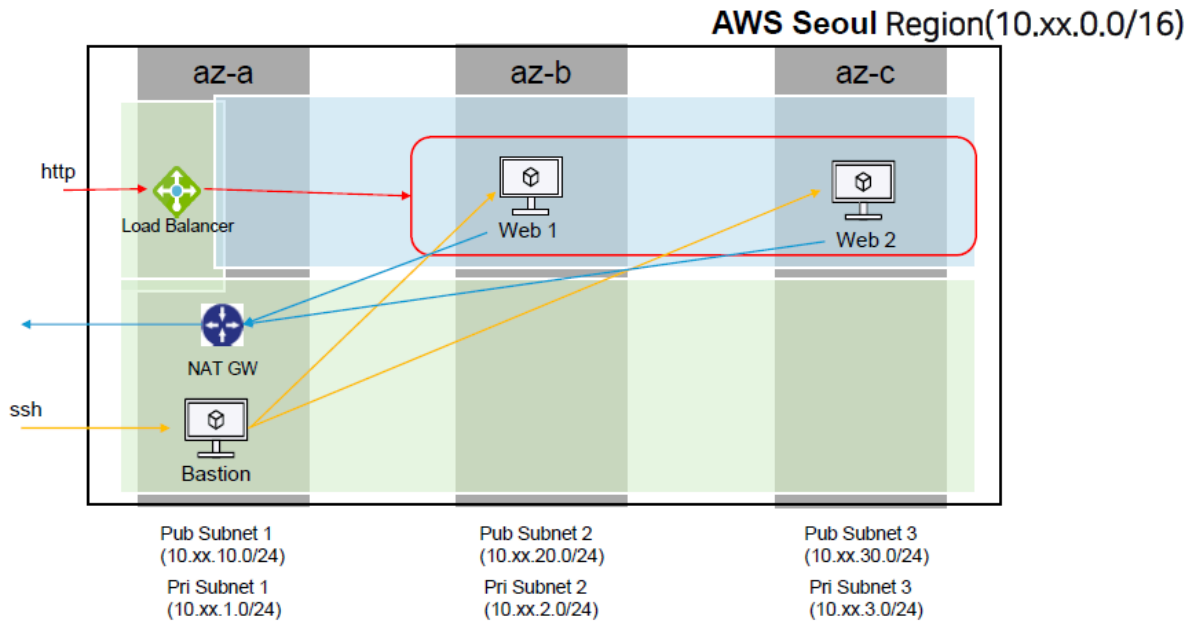 AWS Seoul Region(10.xx.0.0/16)
az-a
az-b
az-c
http
Load Balancer
Web 1
Web 2
NAT GW
ssh
Bastion
Pub Subnet 1
(10.xx.10.0/24)
Pri Subnet 1
(10.xx.1.0/24)
Pub Subnet 2
(10.xx.20.0/24)
Pri Subnet 2
(10.xx.2.0/24)
Pub Subnet 3
(10.xx.30.0/24)
Pri Subnet 3
(10.xx.3.0/24)